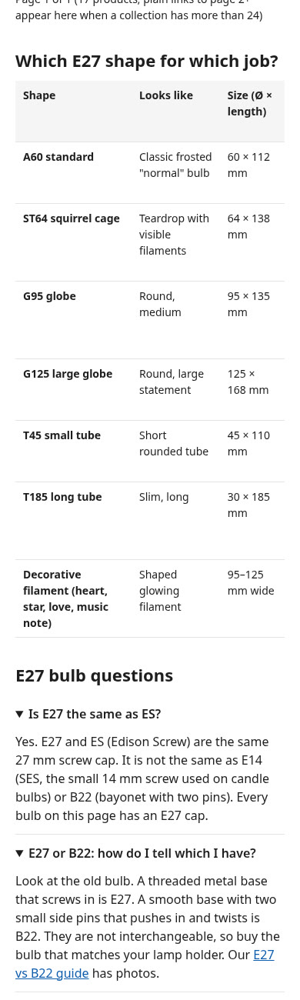 Page 1 of 1 (17 products, plain links to page 2+
appear here when a collection has more than 24)
Which E27 shape for which job?
Shape Looks like Size (Ø ×
length)
A60 standard Classic frosted 60 × 112
"normal" bulb mm
ST64 squirrel cage Teardrop with 64 × 138
visible mm
filaments
G95 globe Round, 95 × 135
medium mm
G125 large globe Round, large 125 ×
statement 168 mm
T45 small tube Short 45 × 110
rounded tube mm
T185 long tube Slim, long 30 × 185
mm
Decorative Shaped 95–125
filament (heart, glowing mm wide
star, love, music filament
note)
E27 bulb questions
▼ Is E27 the same as ES?
Yes. E27 and ES (Edison Screw) are the same
27 mm screw cap. It is not the same as E14
(SES, the small 14 mm screw used on candle
bulbs) or B22 (bayonet with two pins). Every
bulb on this page has an E27 cap.
▼ E27 or B22: how do I tell which I have?
Look at the old bulb. A threaded metal base
that screws in is E27. A smooth base with two
small side pins that pushes in and twists is
B22. They are not interchangeable, so buy the
bulb that matches your lamp holder. Our E27
vs B22 guide has photos.